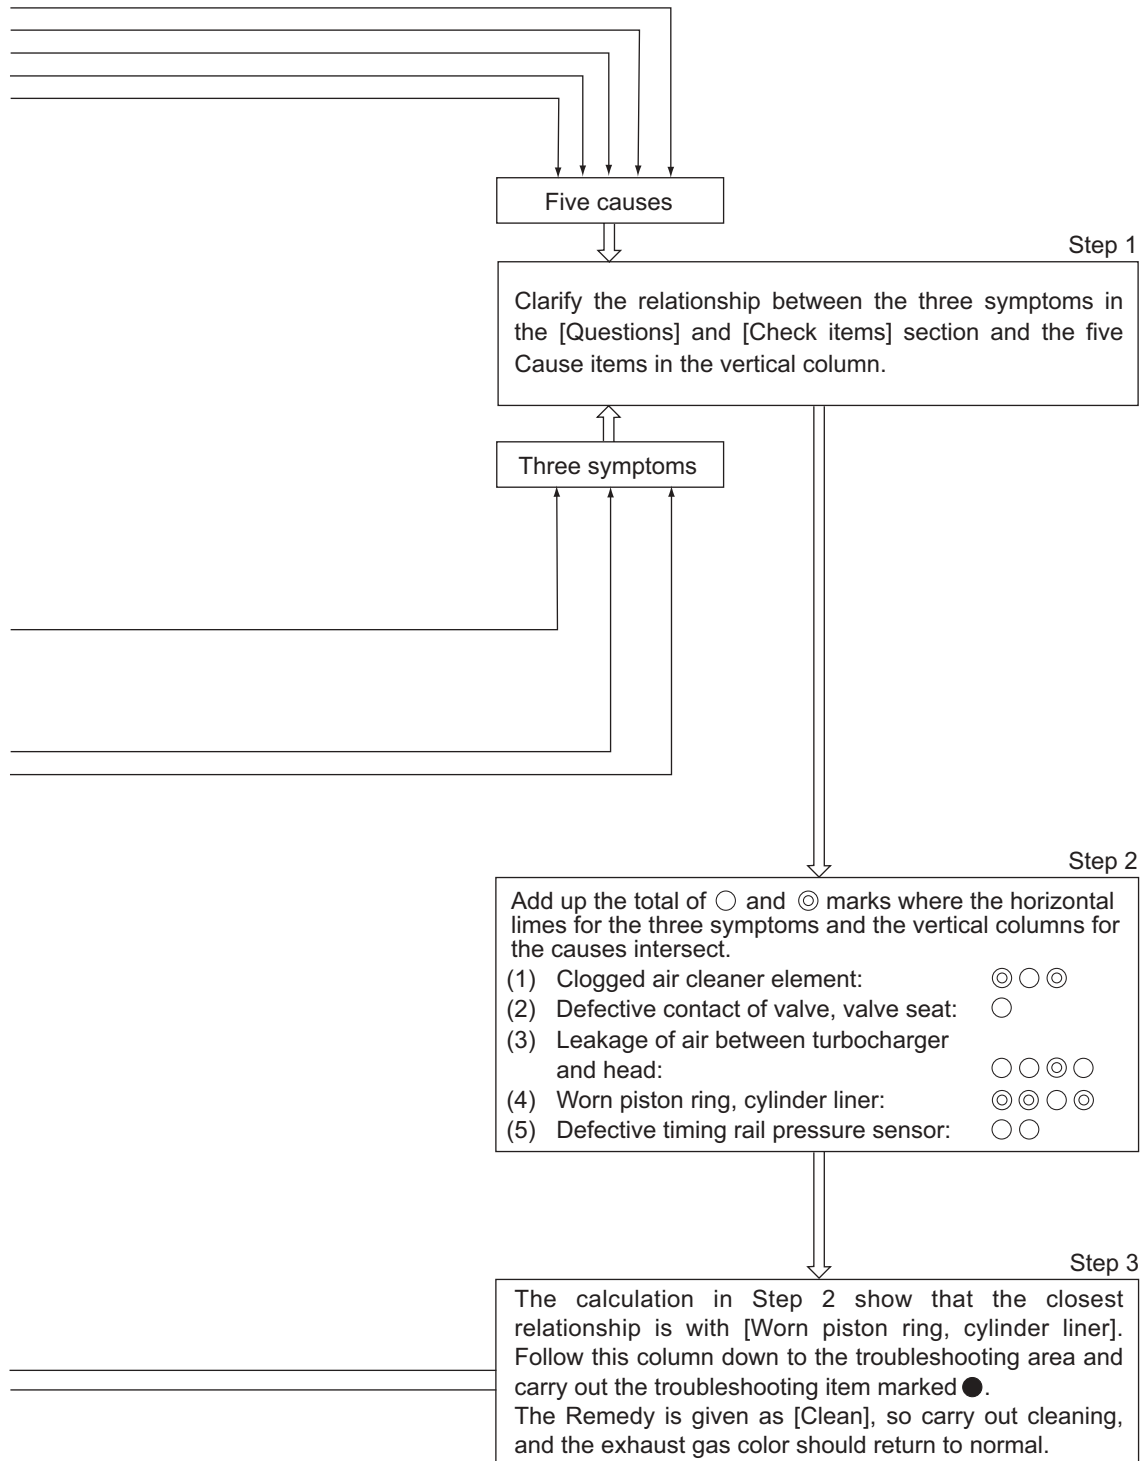 Five causes
Step 1
Clarify the relationship between the three symptoms in
the [Questions] and [Check items] section and the five
Cause items in the vertical column.
Three symptoms
Step 2
Add up the total of ○ and ◎ marks where the horizontal
limes for the three symptoms and the vertical columns for
the causes intersect.
(1) Clogged air cleaner element: ◎○◎
(2) Defective contact of valve, valve seat: ○
(3) Leakage of air between turbocharger
and head: ○○◎○
(4) Worn piston ring, cylinder liner: ◎◎○◎
(5) Defective timing rail pressure sensor: ○○
Step 3
The calculation in Step 2 show that the closest
relationship is with [Worn piston ring, cylinder liner].
Follow this column down to the troubleshooting area and
carry out the troubleshooting item marked ●.
The Remedy is given as [Clean], so carry out cleaning,
and the exhaust gas color should return to normal.